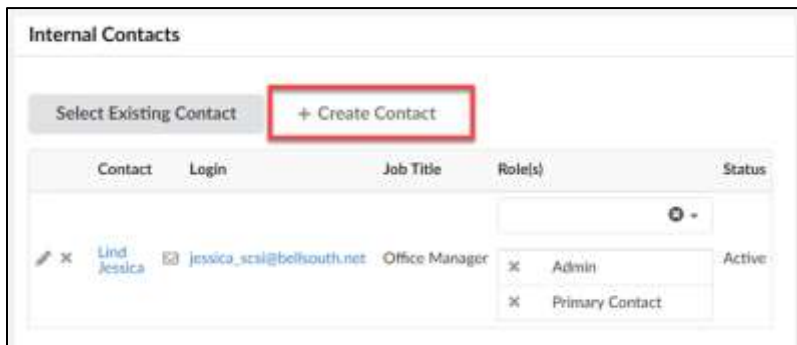 Internal Contacts
Select Existing Contact + Create Contact
Contact Login Job Title Role(s) Status
Lind Jessica jessica_scsi@bellsouth.net Office Manager Active
Admin
Primary Contact